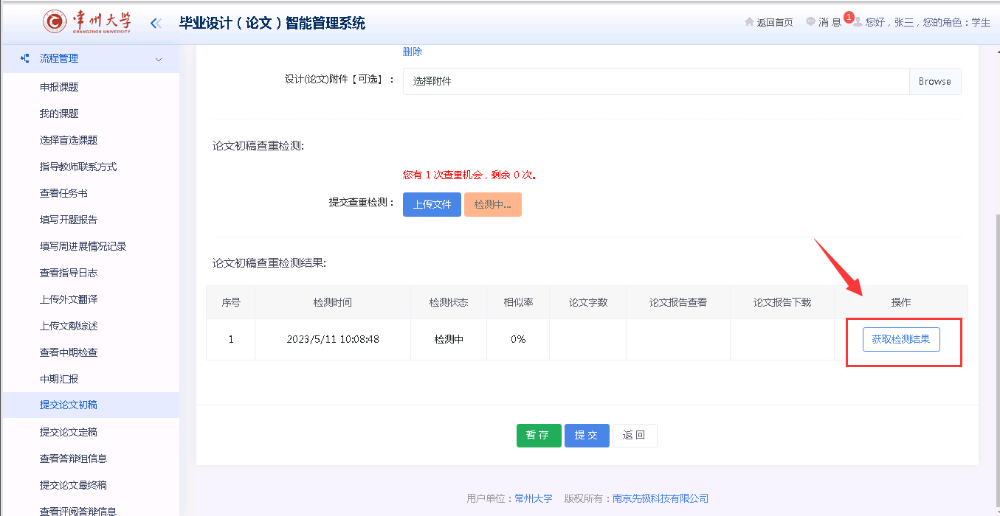 常州大学
CHANGZHOU UNIVERSITY
毕业设计（论文）智能管理系统
返回首页 消 息 1 您好，张三，您的角色：学生
流程管理
申报课题
我的课题
选择盲选课题
指导教师联系方式
查看任务书
填写开题报告
填写周进展情况记录
查看指导日志
上传外文翻译
上传文献综述
查看中期检查
中期汇报
提交论文初稿
提交论文定稿
查看答辩组信息
提交论文最终稿
查看评阅答辩信息
删除
设计(论文)附件【可选】： 选择附件 Browse
论文初稿查重检测:
您有 1 次查重机会，剩余 0 次。
提交查重检测： 上传文件 检测中...
论文初稿查重检测结果:
序号 检测时间 检测状态 相似率 论文字数 论文报告查看 论文报告下载 操作
1 2023/5/11 10:08:48 检测中 0% 获取检测结果
暂 存 提 交 返 回
用户单位：常州大学 版权所有：南京先极科技有限公司